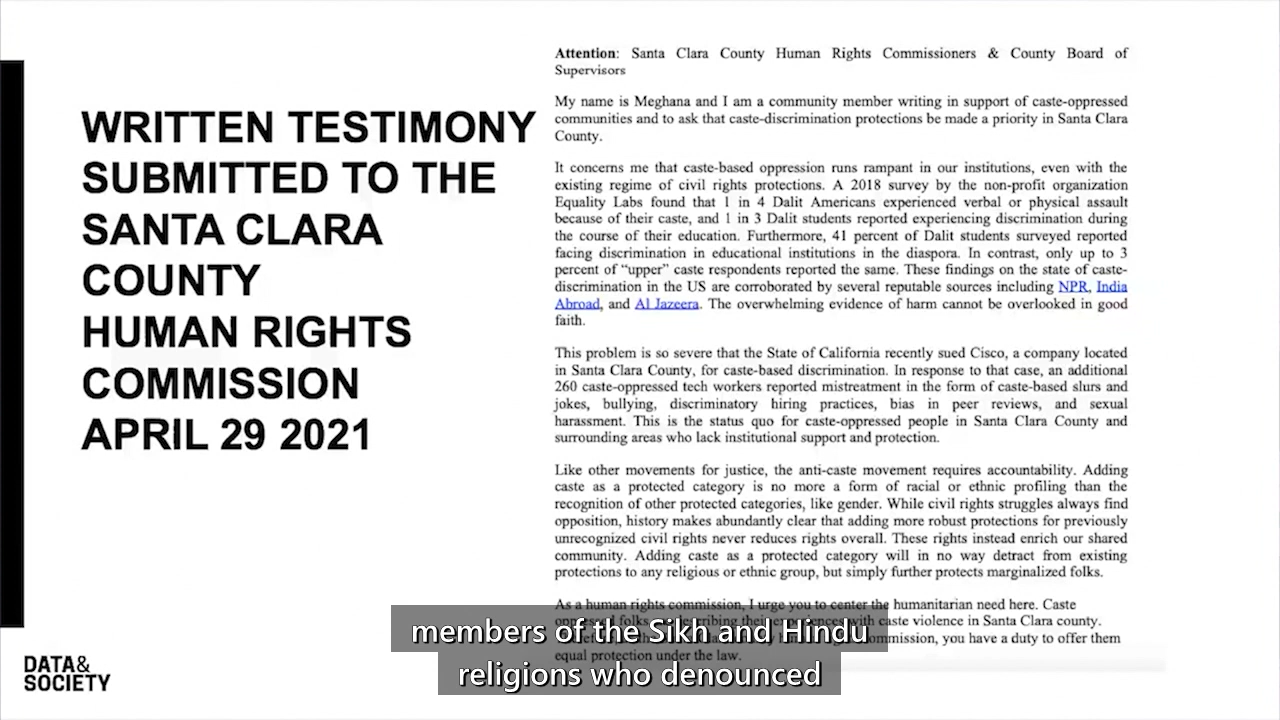 WRITTEN TESTIMONY
SUBMITTED TO THE
SANTA CLARA
COUNTY
HUMAN RIGHTS
COMMISSION
APRIL 29 2021
Attention: Santa Clara County Human Rights Commissioners & County Board of
Supervisors
My name is Meghana and I am a community member writing in support of caste-oppressed
communities and to ask that caste-discrimination protections be made a priority in Santa Clara
County.
It concerns me that caste-based oppression runs rampant in our institutions, even with the
existing regime of civil rights protections. A 2018 survey by the non-profit organization
Equality Labs found that 1 in 4 Dalit Americans experienced verbal or physical assault
because of their caste, and 1 in 3 Dalit students reported experiencing discrimination during
the course of their education. Furthermore, 41 percent of Dalit students surveyed reported
facing discrimination in educational institutions in the diaspora. In contrast, only up to 3
percent of “upper” caste respondents reported the same. These findings on the state of caste-
discrimination in the US are corroborated by several reputable sources including NPR, India
Abroad, and Al Jazeera. The overwhelming evidence of harm cannot be overlooked in good
faith.
This problem is so severe that the State of California recently sued Cisco, a company located
in Santa Clara County, for caste-based discrimination. In response to that case, an additional
260 caste-oppressed tech workers reported mistreatment in the form of caste-based slurs and
jokes, bullying, discriminatory hiring practices, bias in peer reviews, and sexual
harassment. This is the status quo for caste-oppressed people in Santa Clara County and
surrounding areas who lack institutional support and protection.
Like other movements for justice, the anti-caste movement requires accountability. Adding
caste as a protected category is no more a form of racial or ethnic profiling than the
recognition of other protected categories, like gender. While civil rights struggles always find
opposition, history makes abundantly clear that adding more robust protections for previously
unrecognized civil rights never reduces rights overall. These rights instead enrich our shared
community. Adding caste as a protected category will in no way detract from existing
protections to any religious or ethnic group, but simply further protects marginalized folks.
As a human rights commission, I urge you to center the humanitarian need here. Caste
folks describing their experiences with caste violence in Santa Clara county.
commission, you have a duty to offer them
equal protection under the law.
members of the Sikh and Hindu
religions who denounced
DATA&
SOCIETY